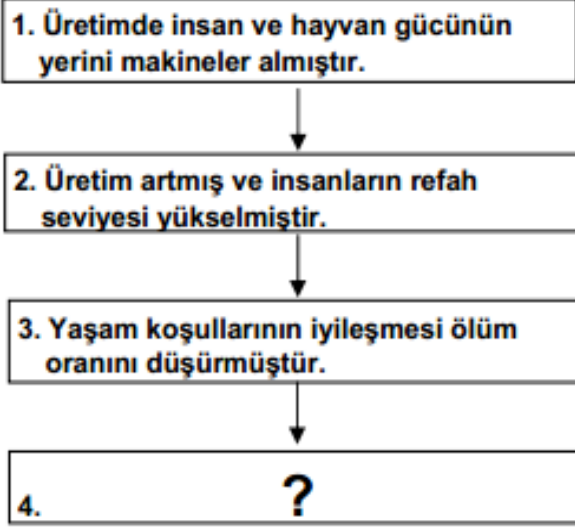 1. Üretimde insan ve hayvan gücünün
yerini makineler almıştır.
2. Üretim artmış ve insanların refah
seviyesi yükselmiştir.
3. Yaşam koşullarının iyileşmesi ölüm
oranını düşürmüştür.
4. ?